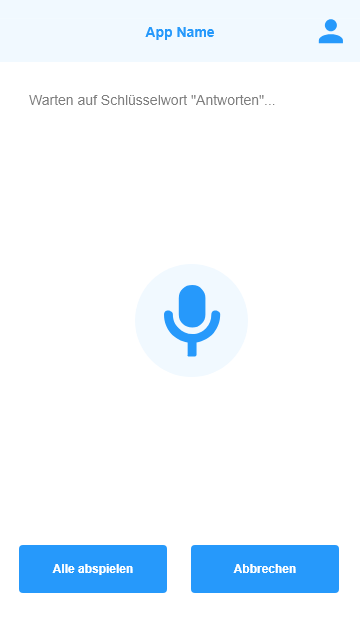 App Name
Warten auf Schlüsselwort "Antworten"...
Alle abspielen
Abbrechen